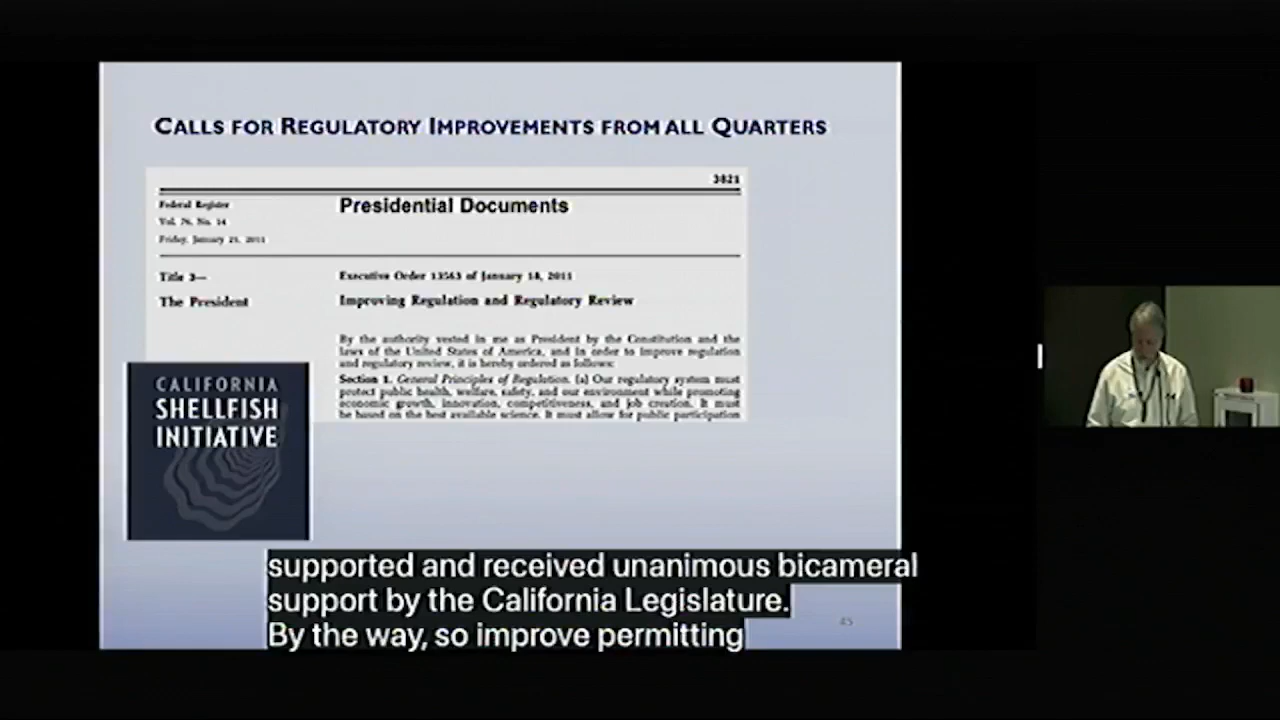 CALLS FOR REGULATORY IMPROVEMENTS FROM ALL QUARTERS
3821
Federal Register
Vol. 76, No. 14
Friday, January 21, 2011
Presidential Documents
Title 3—
Executive Order 13563 of January 18, 2011
The President
Improving Regulation and Regulatory Review
By the authority vested in me as President by the Constitution and the
laws of the United States of America, and in order to improve regulation
and regulatory review, it is hereby ordered as follows:
Section 1. General Principles of Regulation. (a) Our regulatory system must
protect public health, welfare, safety, and our environment while promoting
economic growth, innovation, competitiveness, and job creation. It must
be based on the best available science. It must allow for public participation
CALIFORNIA
SHELLFISH
INITIATIVE
supported and received unanimous bicameral
support by the California Legislature.
By the way, so improve permitting
45